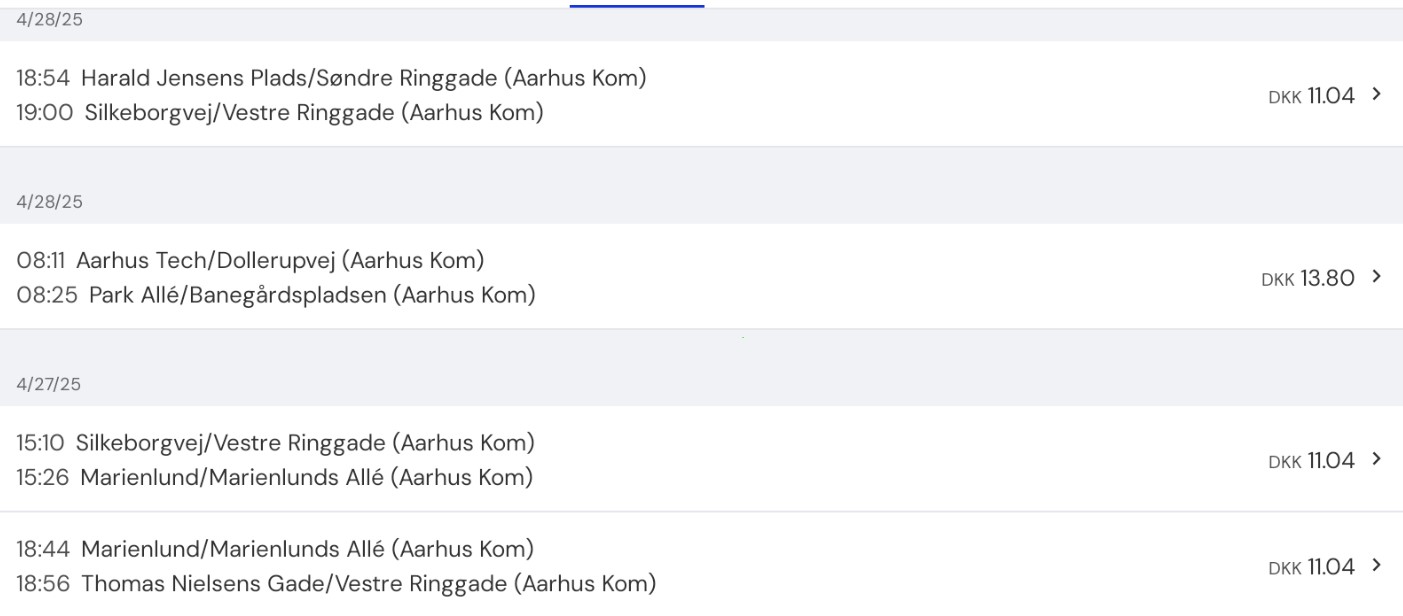 4/28/25
18:54 Harald Jensens Plads/Søndre Ringgade (Aarhus Kom)
19:00 Silkeborgvej/Vestre Ringgade (Aarhus Kom)
DKK 11.04
4/28/25
08:11 Aarhus Tech/Dollerupvej (Aarhus Kom)
08:25 Park Allé/Banegårdspladsen (Aarhus Kom)
DKK 13.80
4/27/25
15:10 Silkeborgvej/Vestre Ringgade (Aarhus Kom)
15:26 Marienlund/Marienlunds Allé (Aarhus Kom)
DKK 11.04
18:44 Marienlund/Marienlunds Allé (Aarhus Kom)
18:56 Thomas Nielsens Gade/Vestre Ringgade (Aarhus Kom)
DKK 11.04